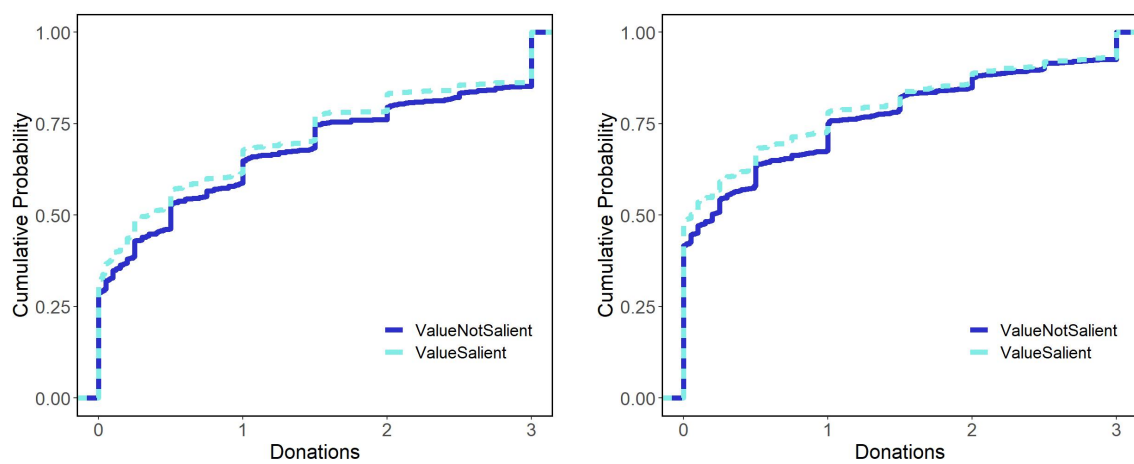 Cumulative Probability
1.00
0.75
0.50
0.25
0.00
ValueNotSalient
ValueSalient
0 1 2 3
Donations
Cumulative Probability
1.00
0.75
0.50
0.25
0.00
ValueNotSalient
ValueSalient
0 1 2 3
Donations